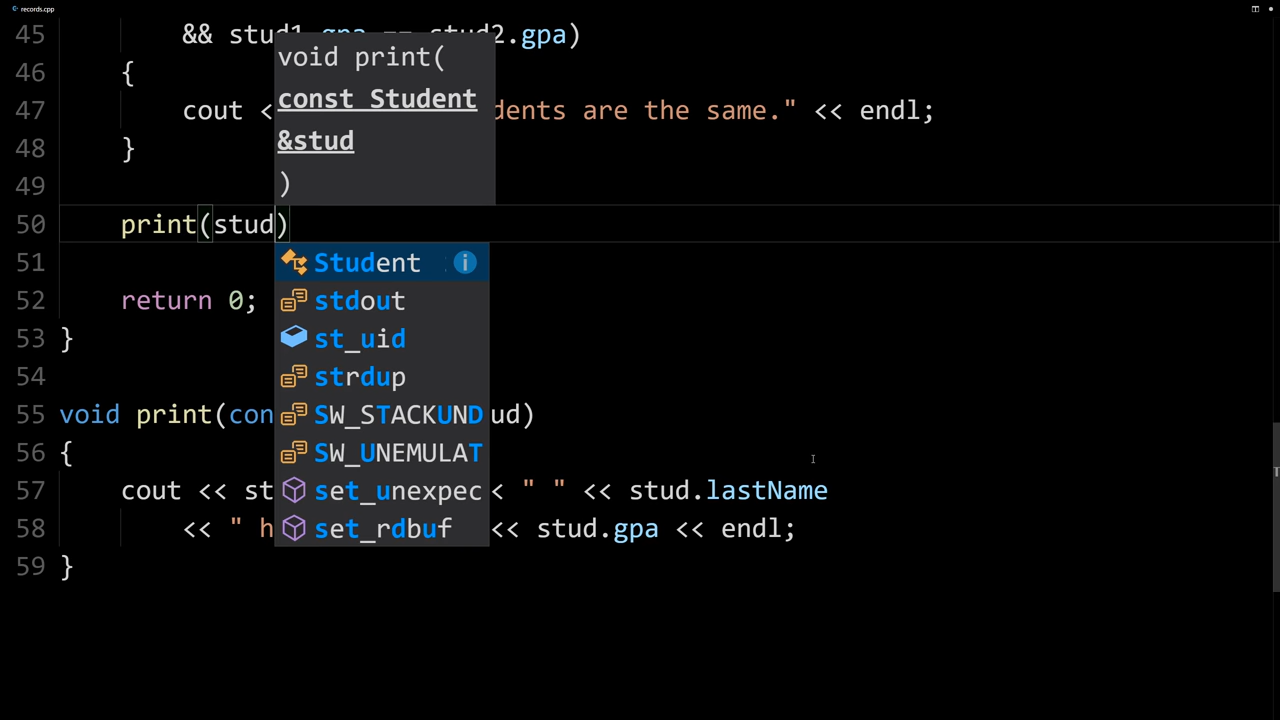 records.cpp
45 && stud1.gpa == stud2.gpa)
46 {
47 cout < dents are the same." << endl;
48 }
49
50 print(stud)
51
52 return 0;
53 }
54
55 void print(con ud)
56 {
57 cout << st < " " << stud.lastName
58 << " h << stud.gpa << endl;
59 }
void print(
const Student
&stud
)
Student
stdout
st_uid
strdup
SW_STACKUND
SW_UNEMULAT
set_unexpec
set_rdbuf